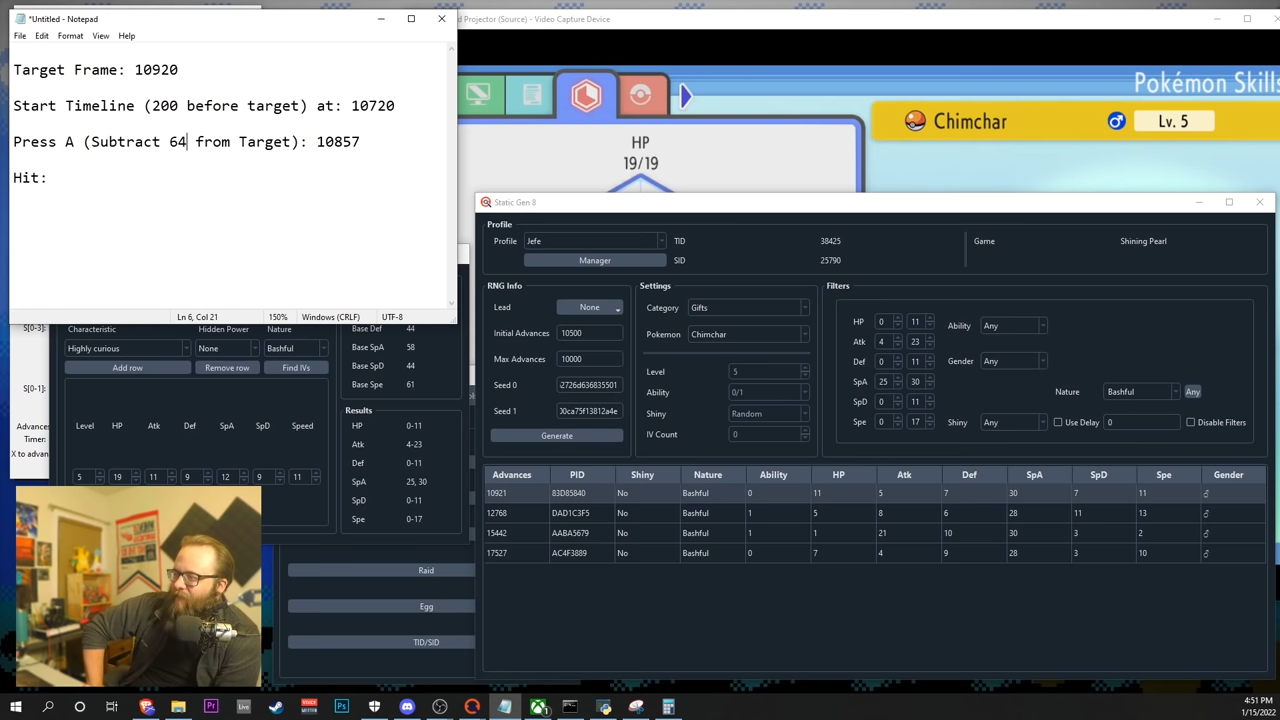 *Untitled - Notepad
File Edit Format View Help
Target Frame: 10920
Start Timeline (200 before target) at: 10720
Press A (Subtract 64 from Target): 10857
Hit:
Ln 6, Col 21 150% Windows (CRLF) UTF-8
d Projector (Source) - Video Capture Device
Pokémon Skills
Chimchar Lv. 5
HP
19/19
Static Gen 8
Profile
Profile Jefe TID 38425 Game Shining Pearl
Manager SID 25790
RNG Info Settings Filters
Lead None
Initial Advances 10500
Max Advances 10000
Seed 0 2726d636835501
Seed 1 0ca75f13812a4e
Generate
Category Gifts
Pokemon Chimchar
Level 5
Ability 0/1
Shiny Random
IV Count 0
HP 0 11
Atk 4 23
Def 0 11
SpA 25 30
SpD 0 11
Spe 0 17
Ability Any
Gender Any
Nature Bashful Any
Shiny Any Use Delay 0 Disable Filters
Advances PID Shiny Nature Ability HP Atk Def SpA SpD Spe Gender
10921 83D85840 No Bashful 0 11 5 7 30 7 11 ♂
12768 DAD1C3F5 No Bashful 1 5 8 6 28 11 13 ♂
15442 AABA5679 No Bashful 1 1 21 10 30 3 2 ♂
17527 AC4F3889 No Bashful 0 7 4 9 28 3 10 ♂
S[0-3]:
S[0-1]:
Advances
Timer:
X to advan
Characteristic Hidden Power Nature
Highly curious None Bashful
Add row Remove row Find IVs
Level HP Atk Def SpA SpD Speed
5 19 11 9 12 9 11
Base Def 44
Base SpA 58
Base SpD 44
Base Spe 61
Results
HP 0-11
Atk 4-23
Def 0-11
SpA 25, 30
SpD 0-11
Spe 0-17
Raid
Egg
TID/SID
4:51 PM
1/15/2022